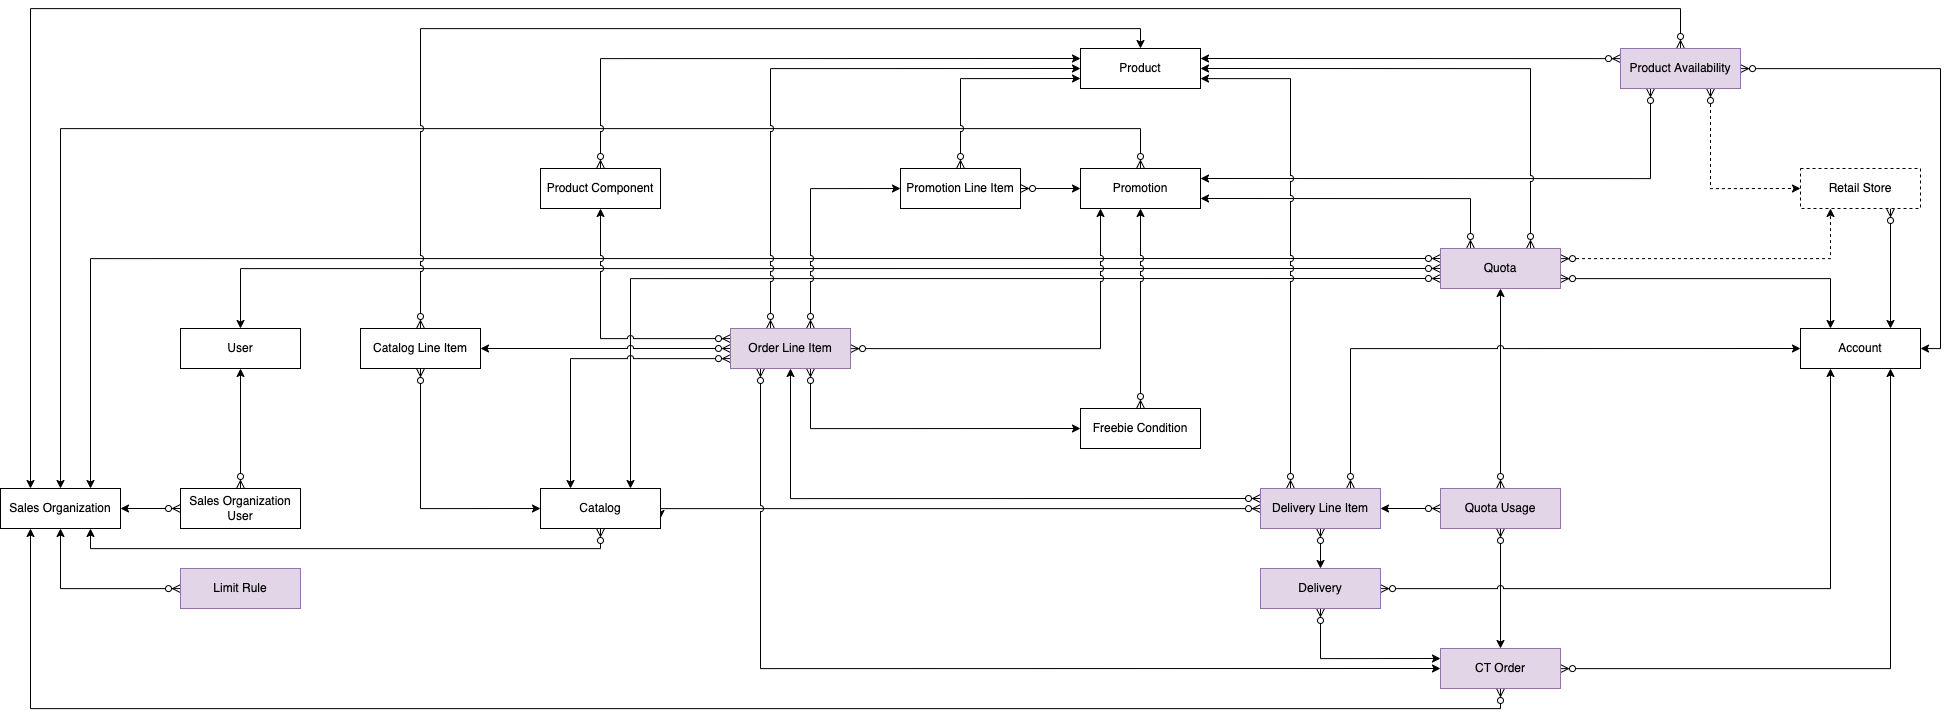 Product
Product Availability
Product Component
Promotion Line Item
Promotion
Retail Store
Quota
User
Catalog Line Item
Order Line Item
Account
Freebie Condition
Sales Organization
Sales Organization
User
Catalog
Delivery Line Item
Quota Usage
Limit Rule
Delivery
CT Order